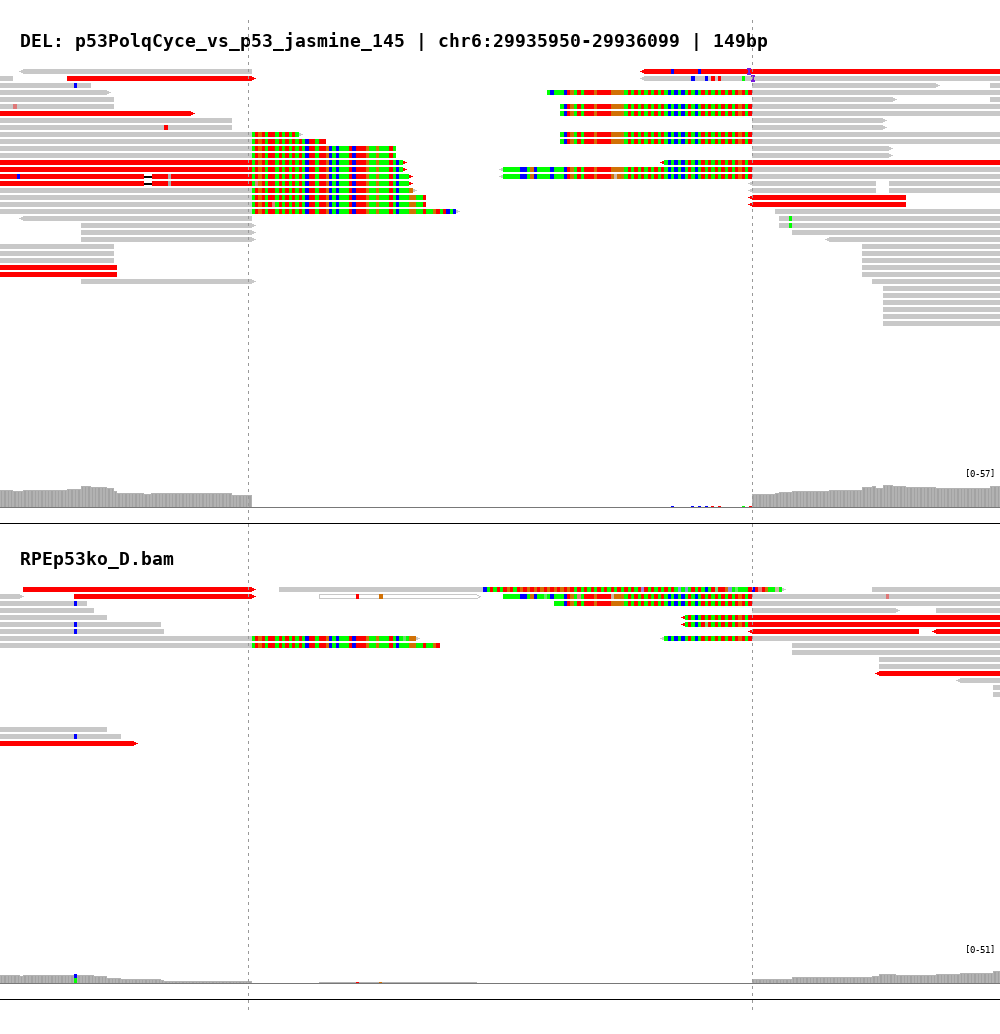 DEL: p53PolqCyce_vs_p53_jasmine_145 | chr6:29935950-29936099 | 149bp
[0-57]
RPEp53ko_D.bam
[0-51]